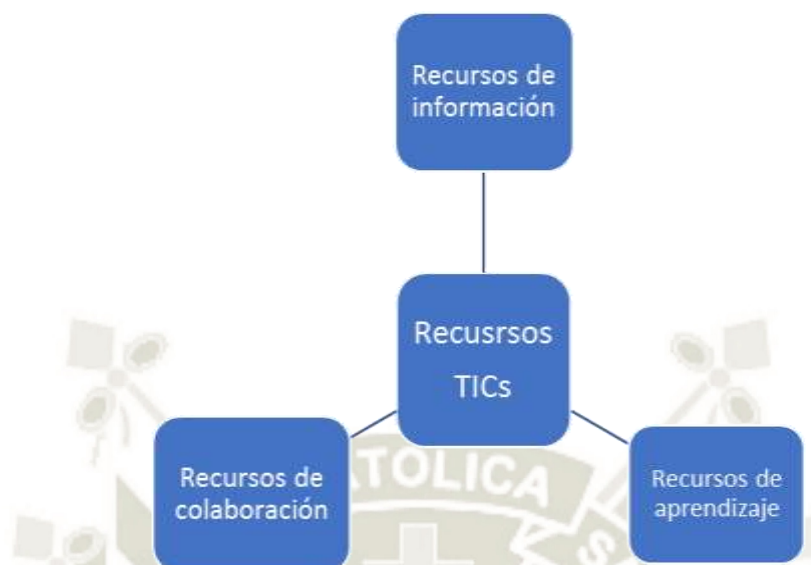 Recursos de
información
Recusrsos
TICs
Recursos de
colaboración
Recursos de
aprendizaje